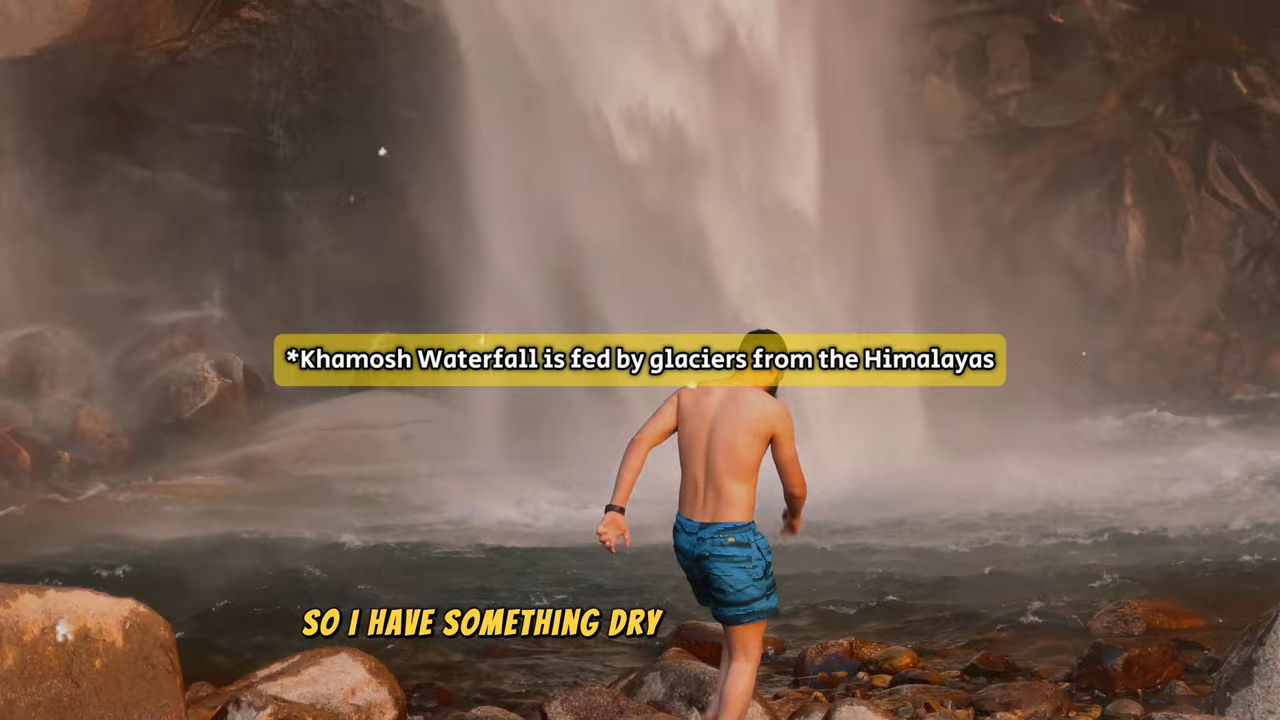 *Khamosh Waterfall is fed by glaciers from the Himalayas
SO I HAVE SOMETHING DRY